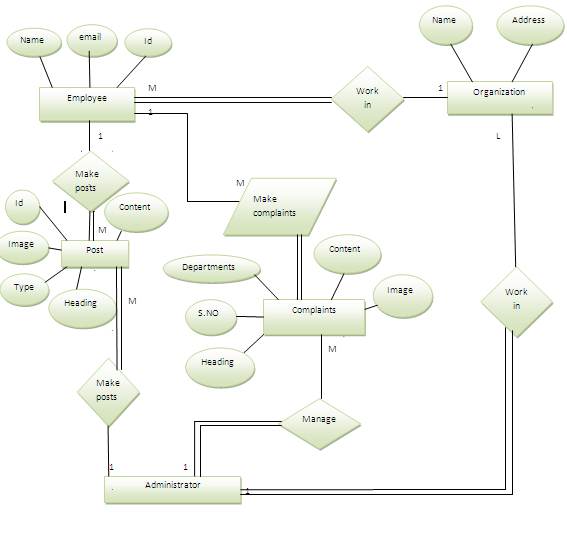 Name
email
Id
Name
Address
Employee
M
1
Work
in
1
Organization
1
L
Make
posts
M
Make
complaints
Id
Content
M
Image
Post
Type
Heading
M
Departments
Content
S.NO
Complaints
Image
Work
in
Heading
M
Make
posts
Manage
1
1
Administrator
1